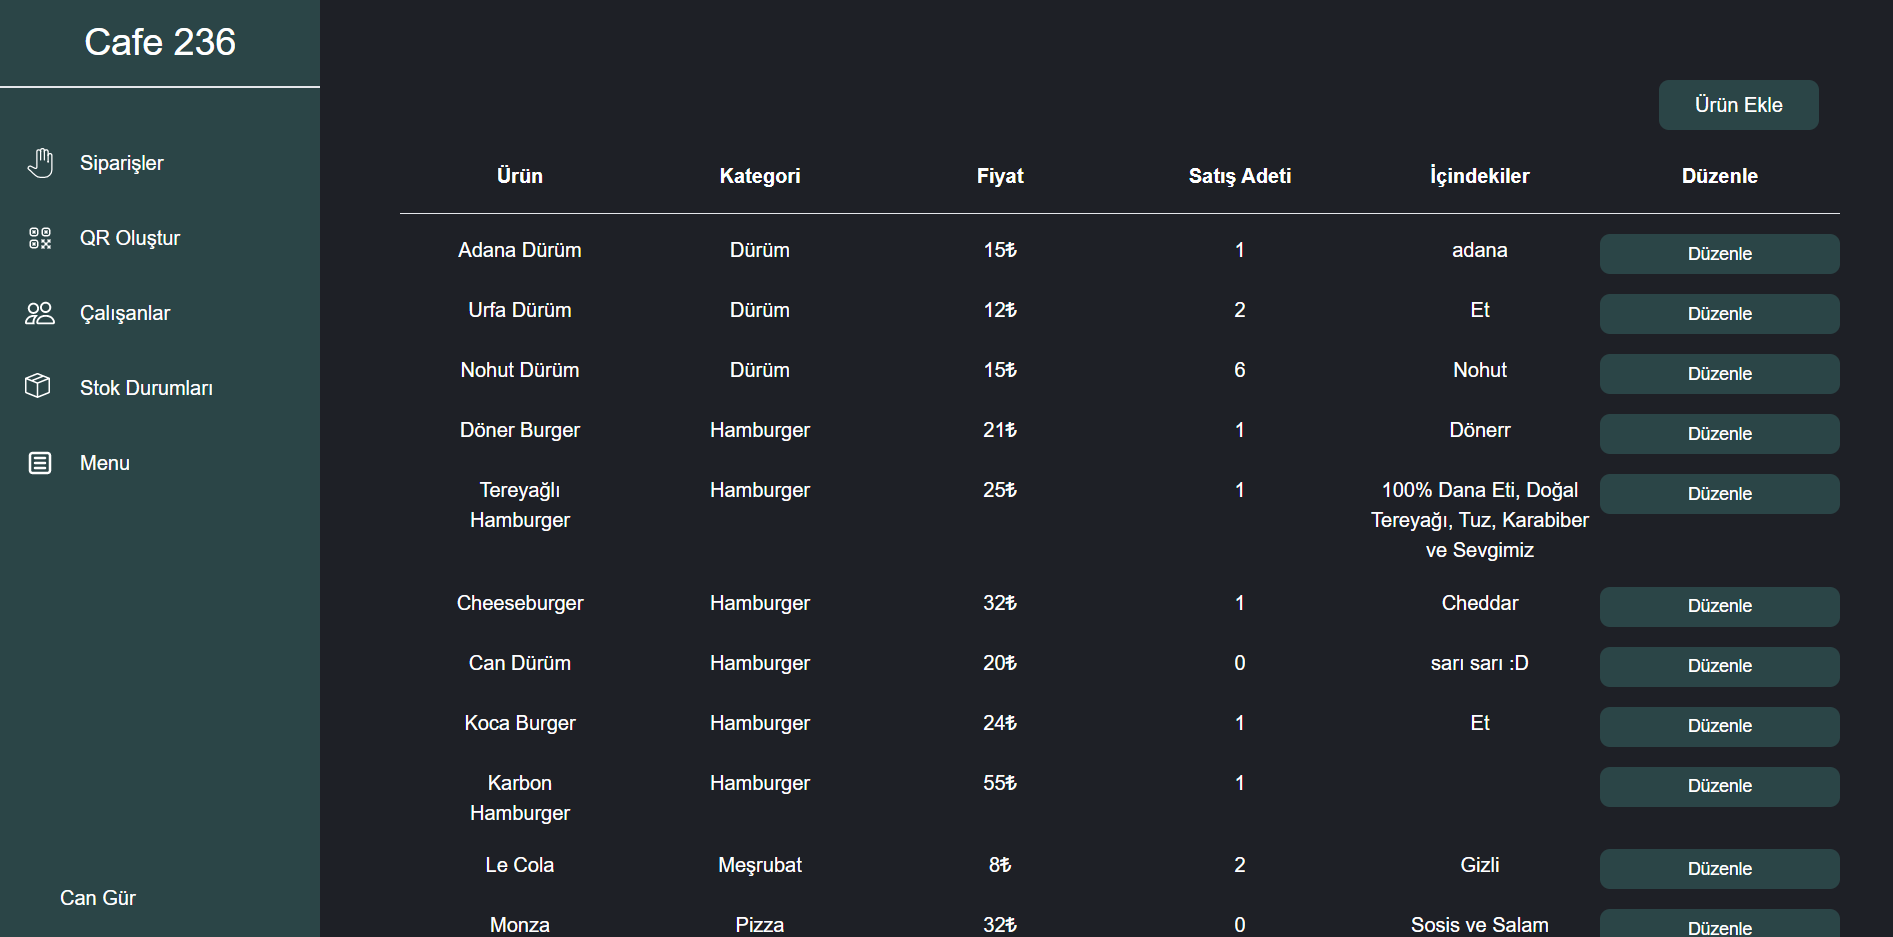 Cafe 236
Siparişler
QR Oluştur
Çalışanlar
Stok Durumları
Menu
Can Gür
Ürün Ekle
Ürün Kategori Fiyat Satış Adeti İçindekiler Düzenle
Adana Dürüm Dürüm 15₺ 1 adana Düzenle
Urfa Dürüm Dürüm 12₺ 2 Et Düzenle
Nohut Dürüm Dürüm 15₺ 6 Nohut Düzenle
Döner Burger Hamburger 21₺ 1 Dönerr Düzenle
Tereyağlı Hamburger 25₺ 1 100% Dana Eti, Doğal Düzenle
Hamburger Tereyağı, Tuz, Karabiber
ve Sevgimiz
Cheeseburger Hamburger 32₺ 1 Cheddar Düzenle
Can Dürüm Hamburger 20₺ 0 sarı sarı :D Düzenle
Koca Burger Hamburger 24₺ 1 Et Düzenle
Karbon Hamburger 55₺ 1 Düzenle
Hamburger
Le Cola Meşrubat 8₺ 2 Gizli Düzenle
Monza Pizza 32₺ 0 Sosis ve Salam Düzenle